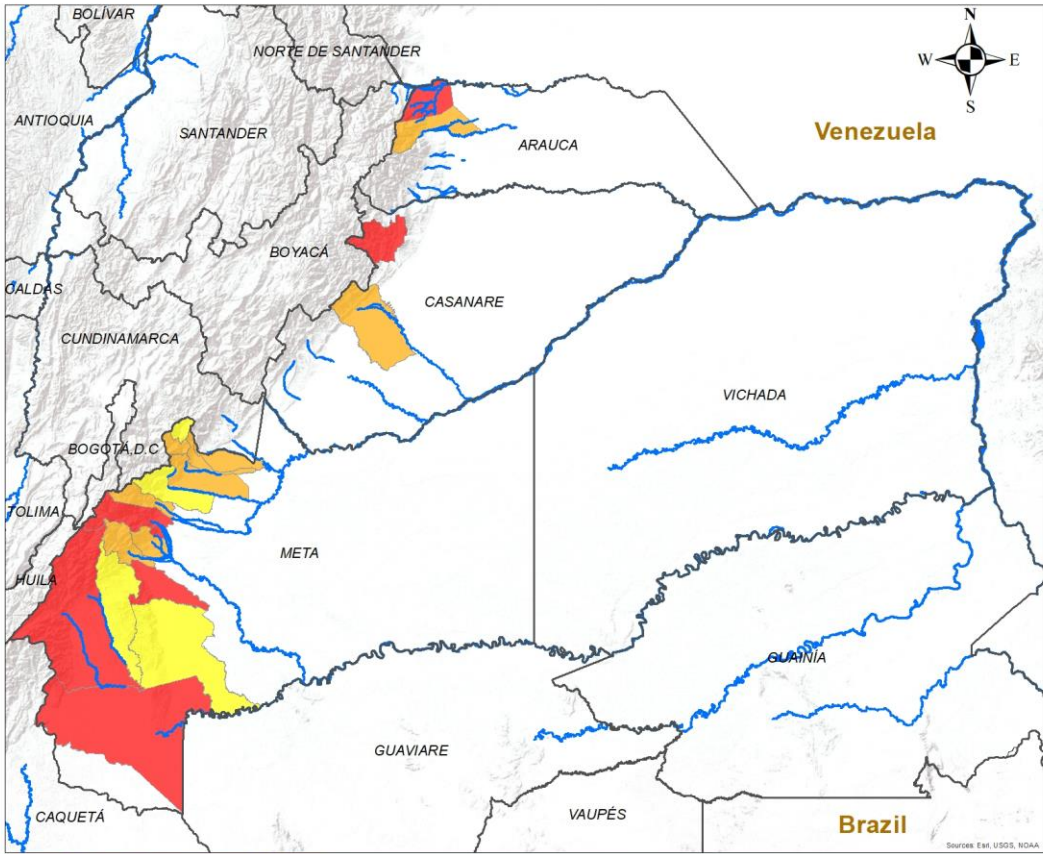 BOLÍVAR
N
NORTE DE SANTANDER
W E
S
ANTIOQUIA
SANTANDER
ARAUCA
Venezuela
BOYACÁ
CALDAS
CASANARE
CUNDINAMARCA
VICHADA
BOGOTÁ.D.C
TOLIMA
META
HUILA
GUAINÍA
GUAVIARE
CAQUETÁ
VAUPÉS
Brazil
Sources: Esri, USGS, NOAA